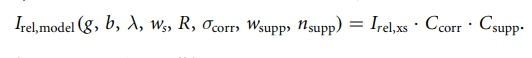 I_rel,model(g, b, λ, w_s, R, σ_corr, w_supp, n_supp) = I_rel,xs · C_corr · C_supp.